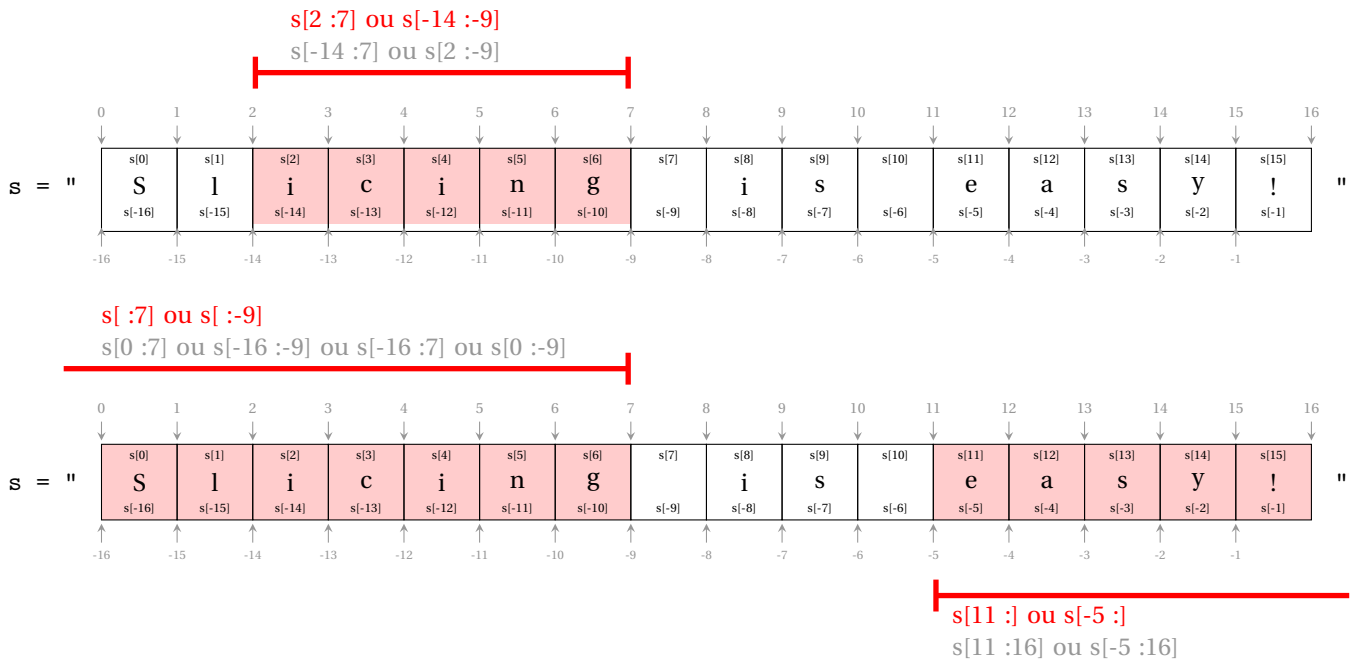 s[2 :7] ou s[-14 :-9]
s[-14 :7] ou s[2 :-9]
0 1 2 3 4 5 6 7 8 9 10 11 12 13 14 15 16
s[0] s[1] s[2] s[3] s[4] s[5] s[6] s[7] s[8] s[9] s[10] s[11] s[12] s[13] s[14] s[15]
s = " S l i c i n g i s e a s y ! "
s[-16] s[-15] s[-14] s[-13] s[-12] s[-11] s[-10] s[-9] s[-8] s[-7] s[-6] s[-5] s[-4] s[-3] s[-2] s[-1]
-16 -15 -14 -13 -12 -11 -10 -9 -8 -7 -6 -5 -4 -3 -2 -1
s[ :7] ou s[ :-9]
s[0 :7] ou s[-16 :-9] ou s[-16 :7] ou s[0 :-9]
0 1 2 3 4 5 6 7 8 9 10 11 12 13 14 15 16
s[0] s[1] s[2] s[3] s[4] s[5] s[6] s[7] s[8] s[9] s[10] s[11] s[12] s[13] s[14] s[15]
s = " S l i c i n g i s e a s y ! "
s[-16] s[-15] s[-14] s[-13] s[-12] s[-11] s[-10] s[-9] s[-8] s[-7] s[-6] s[-5] s[-4] s[-3] s[-2] s[-1]
-16 -15 -14 -13 -12 -11 -10 -9 -8 -7 -6 -5 -4 -3 -2 -1
s[11 :] ou s[-5 :]
s[11 :16] ou s[-5 :16]